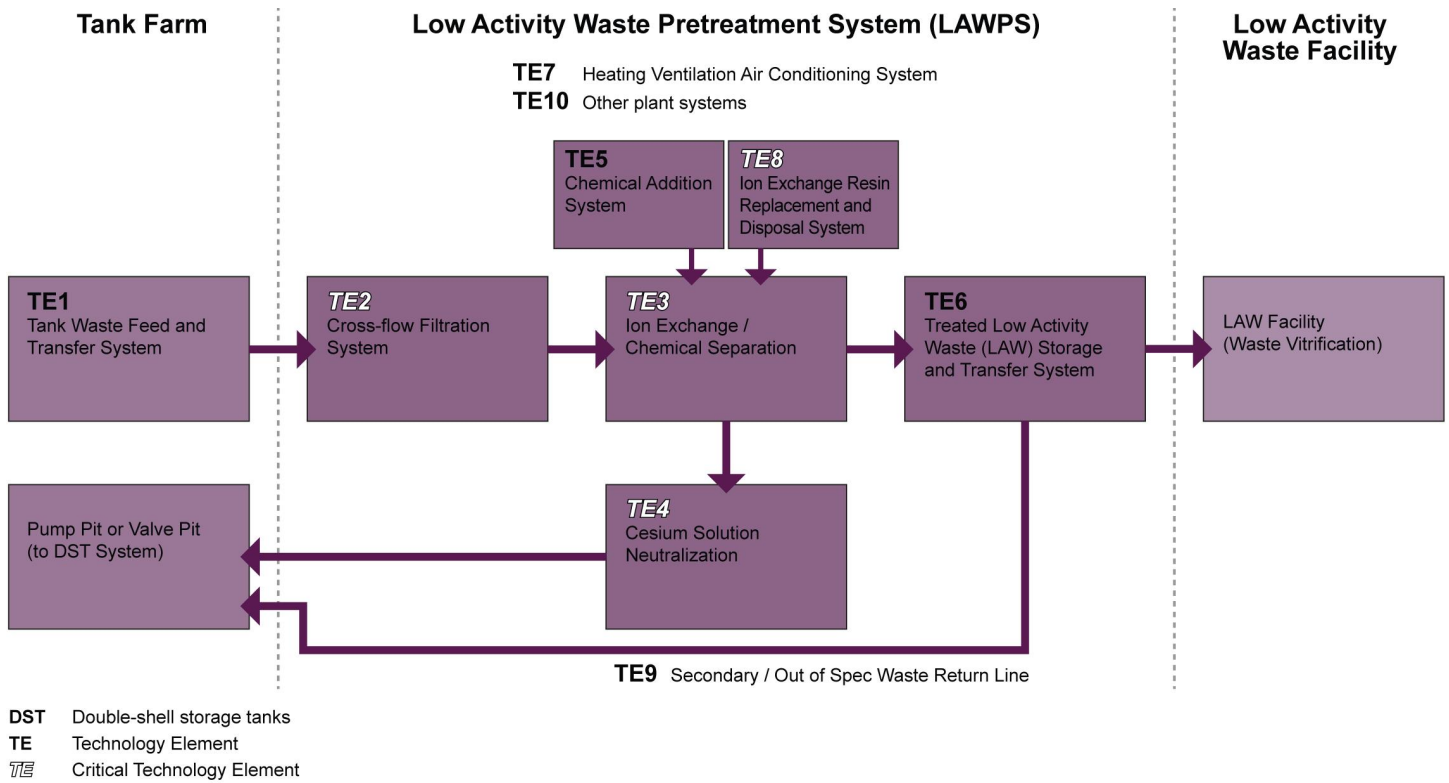 Tank Farm
Low Activity Waste Pretreatment System (LAWPS)
Low Activity
Waste Facility
TE7 Heating Ventilation Air Conditioning System
TE10 Other plant systems
TE5
Chemical Addition
System
TE8
Ion Exchange Resin
Replacement and
Disposal System
TE1
Tank Waste Feed and
Transfer System
TE2
Cross-flow Filtration
System
TE3
Ion Exchange /
Chemical Separation
TE6
Treated Low Activity
Waste (LAW) Storage
and Transfer System
LAW Facility
(Waste Vitrification)
Pump Pit or Valve Pit
(to DST System)
TE4
Cesium Solution
Neutralization
TE9 Secondary / Out of Spec Waste Return Line
DST Double-shell storage tanks
TE Technology Element
TE Critical Technology Element